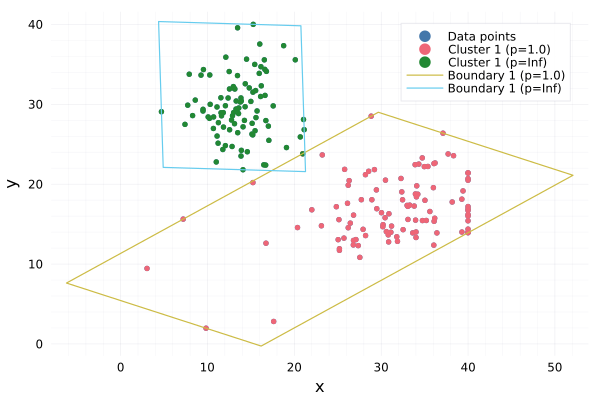 40
30
20
10
0
y
0
10
20
30
40
50
x
Data points
Cluster 1 (p=1.0)
Cluster 1 (p=Inf)
Boundary 1 (p=1.0)
Boundary 1 (p=Inf)